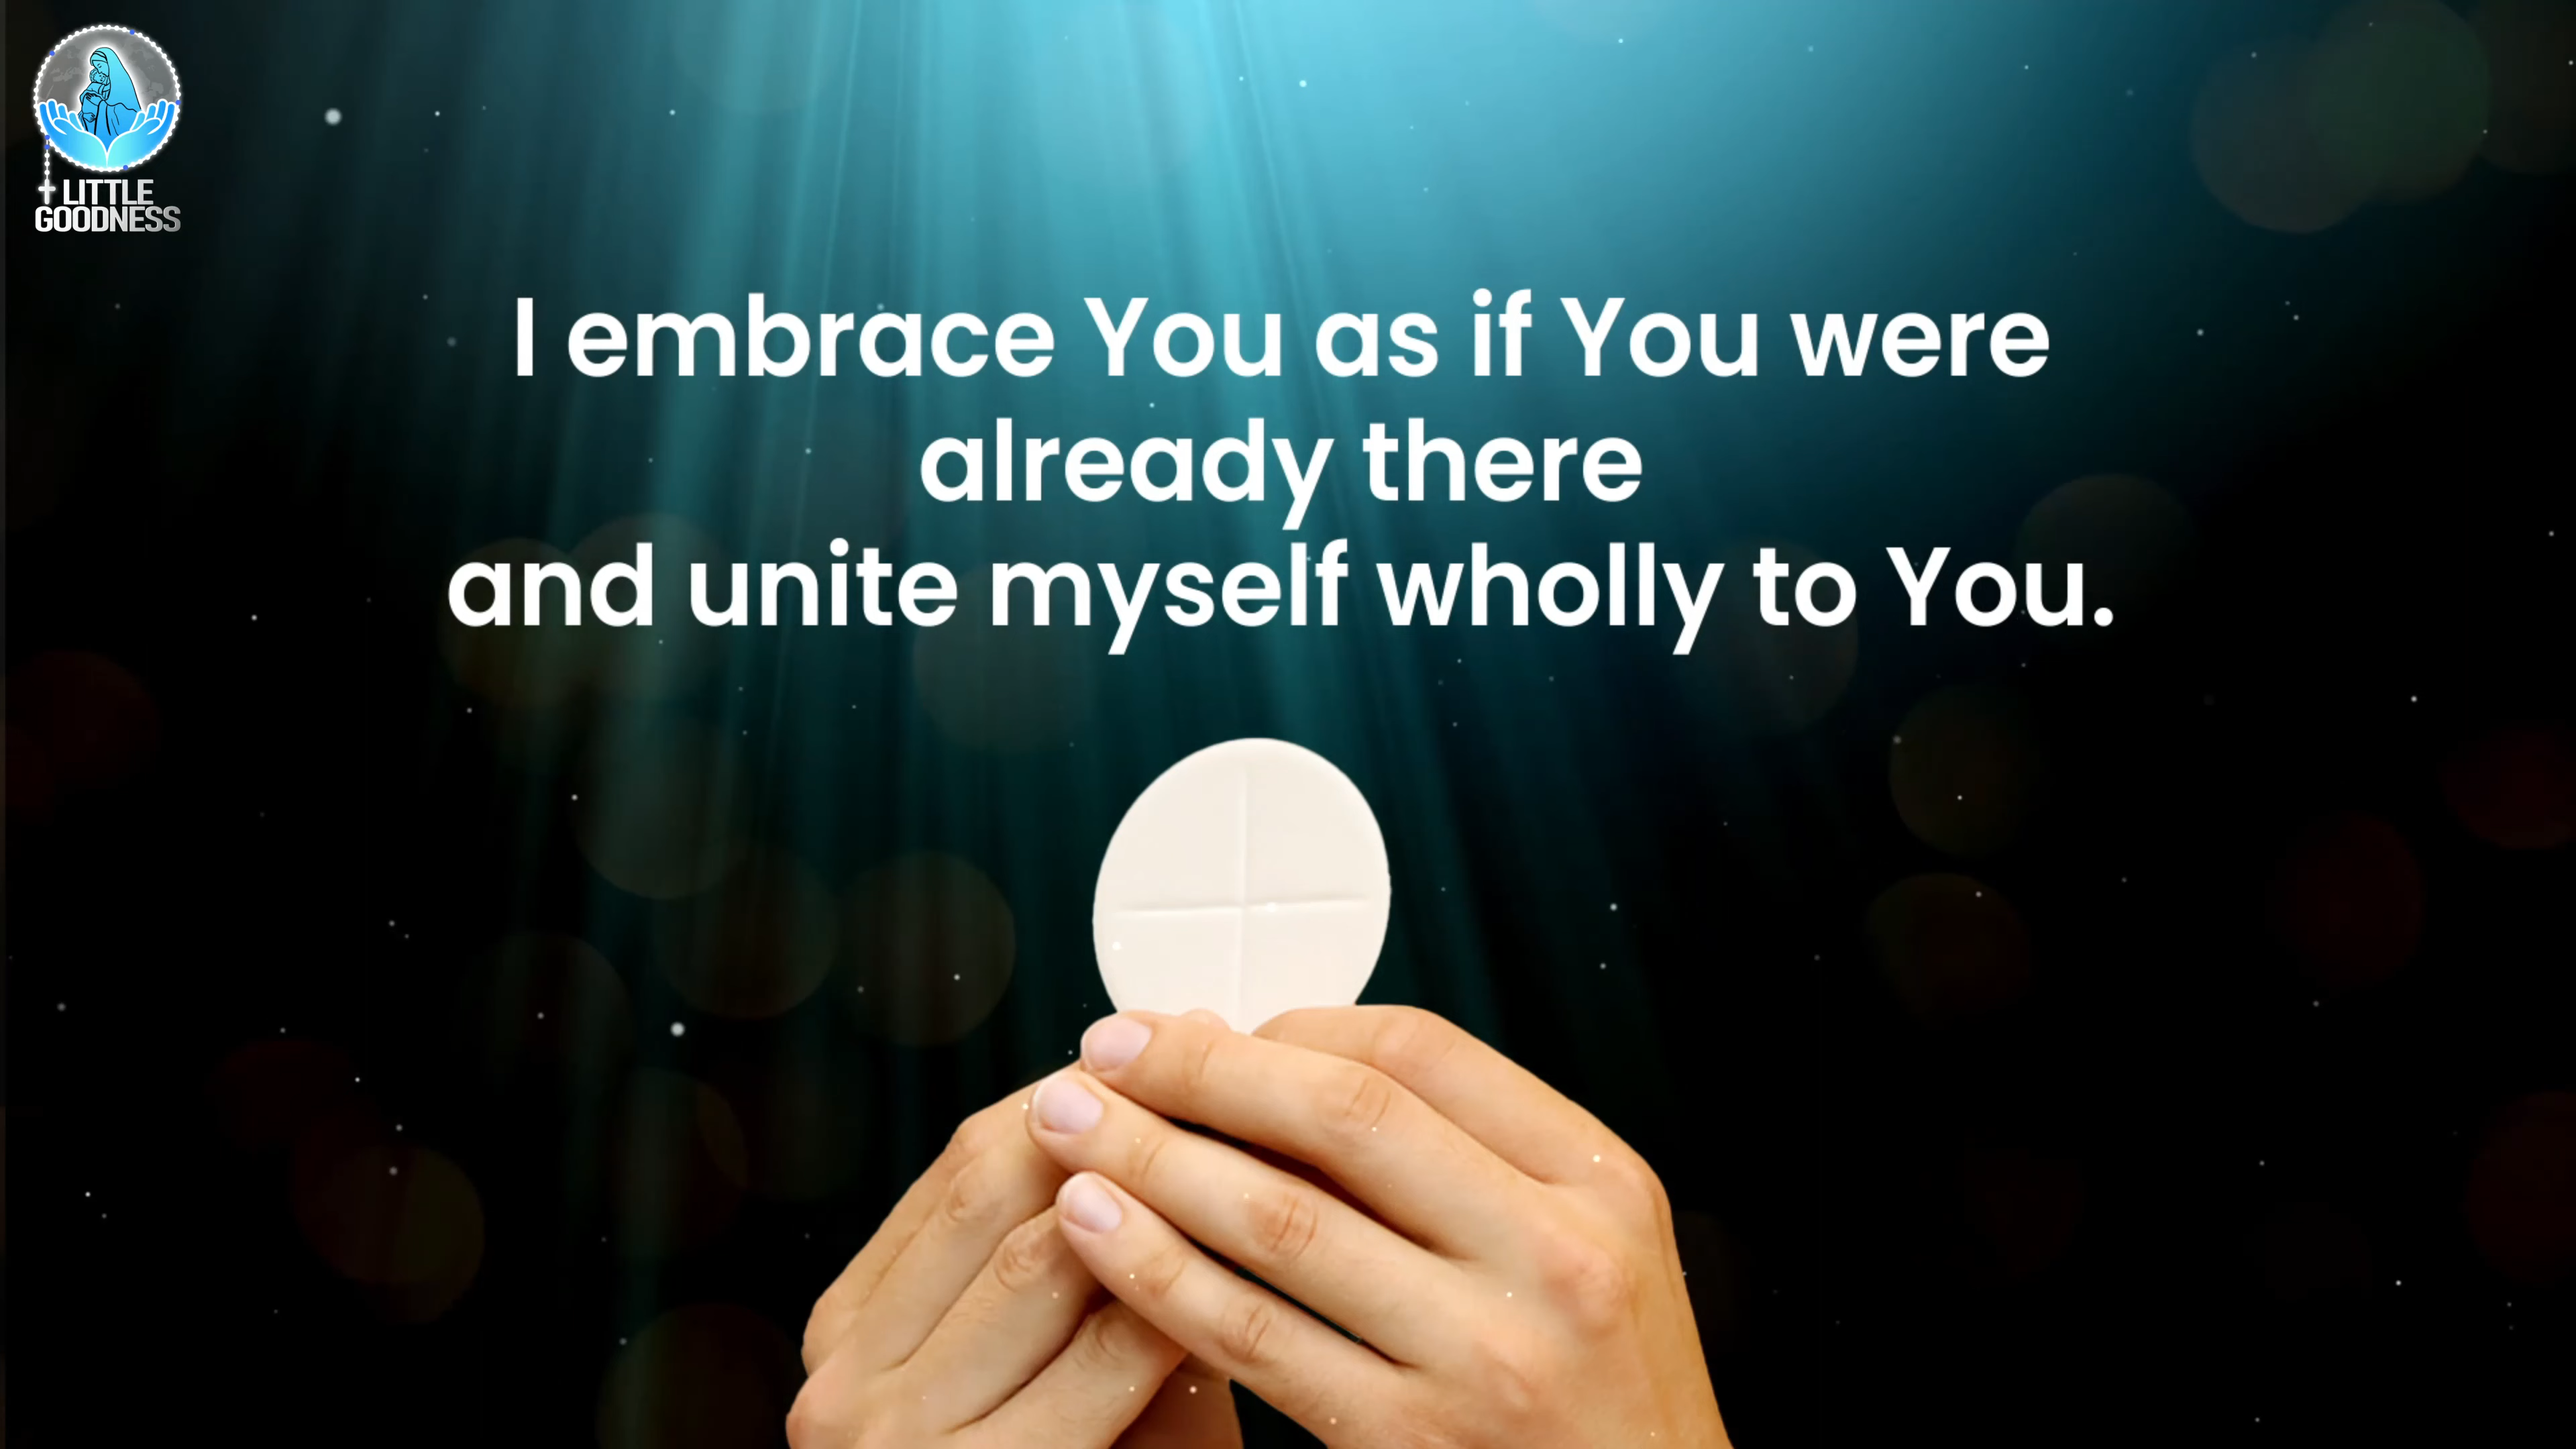 LITTLE
GOODNESS
I embrace You as if You were
already there
and unite myself wholly to You.